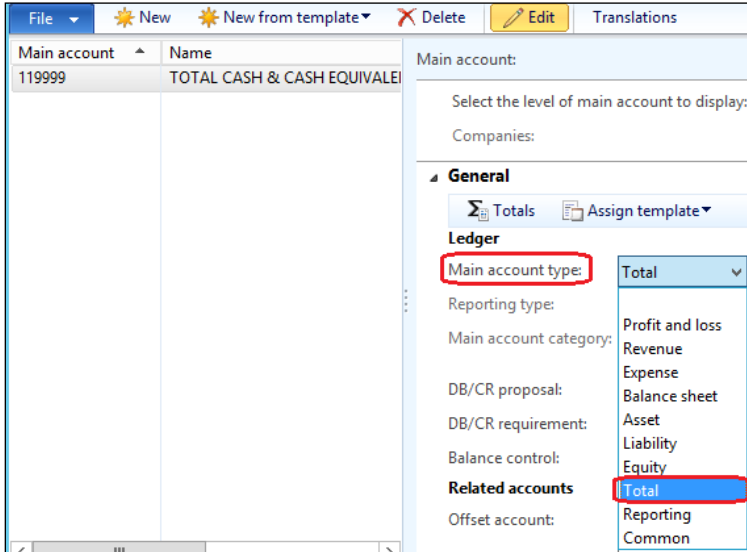 File New New from template Delete Edit Translations
Main account Name
119999 TOTAL CASH & CASH EQUIVALE
Main account:
Select the level of main account to display:
Companies:
General
Totals Assign template
Ledger
Main account type: Total
Reporting type:
Main account category:
DB/CR proposal:
DB/CR requirement:
Balance control:
Related accounts
Offset account:
Profit and loss
Revenue
Expense
Balance sheet
Asset
Liability
Equity
Total
Reporting
Common